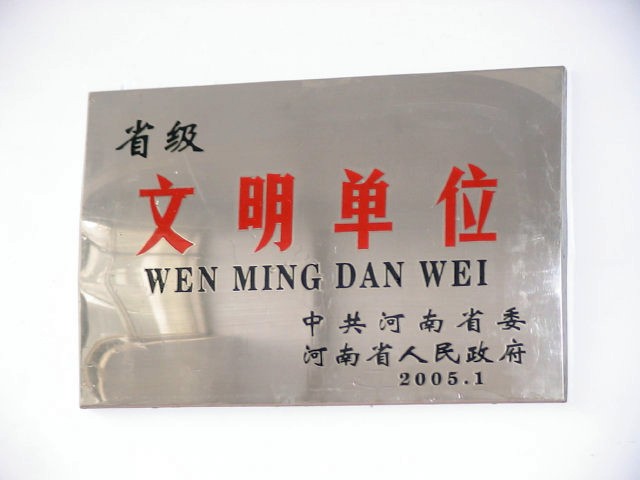 省级
文明单位
WEN MING DAN WEI
中共河南省委
河南省人民政府
2005.1